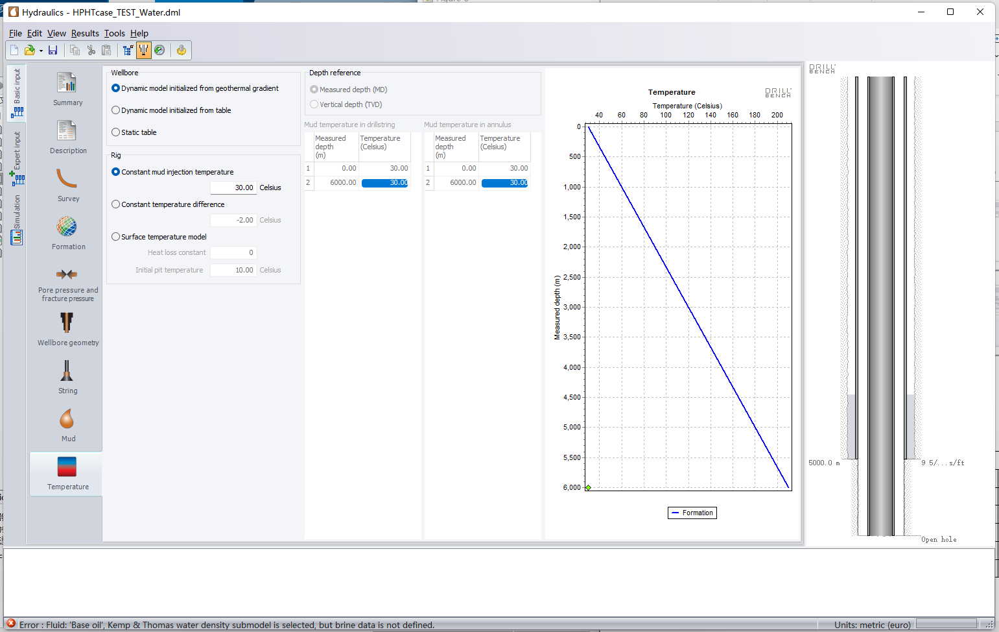 Hydraulics - HPHTcase_TEST_Water.dml
File Edit View Results Tools Help
Basic input
Expert input
Simulation
Summary
Description
Survey
Formation
Pore pressure and
fracture pressure
Wellbore geometry
String
Mud
Temperature
Wellbore
Dynamic model initialized from geothermal gradient
Dynamic model initialized from table
Static table
Rig
Constant mud injection temperature
30.00 Celsius
Constant temperature difference
-2.00 Celsius
Surface temperature model
Heat loss constant 0
Initial pit temperature 10.00 Celsius
Depth reference
Measured depth (MD)
Vertical depth (TVD)
Mud temperature in drillstring
Measured depth (m) Temperature (Celsius)
1 0.00 30.00
2 6000.00 30.00
Mud temperature in annulus
Measured depth (m) Temperature (Celsius)
1 0.00 30.00
2 6000.00 30.00
Temperature
DRILL
BENCH
Temperature (Celsius)
40 60 80 100 120 140 160 180 200
Measured depth (m)
0
500
1,000
1,500
2,000
2,500
3,000
3,500
4,000
4,500
5,000
5,500
6,000
Formation
DRILL
BENCH
5000.0 m
9 5/...s/ft
Open hole
Error : Fluid: 'Base oil', Kemp & Thomas water density submodel is selected, but brine data is not defined.
Units: metric (euro)